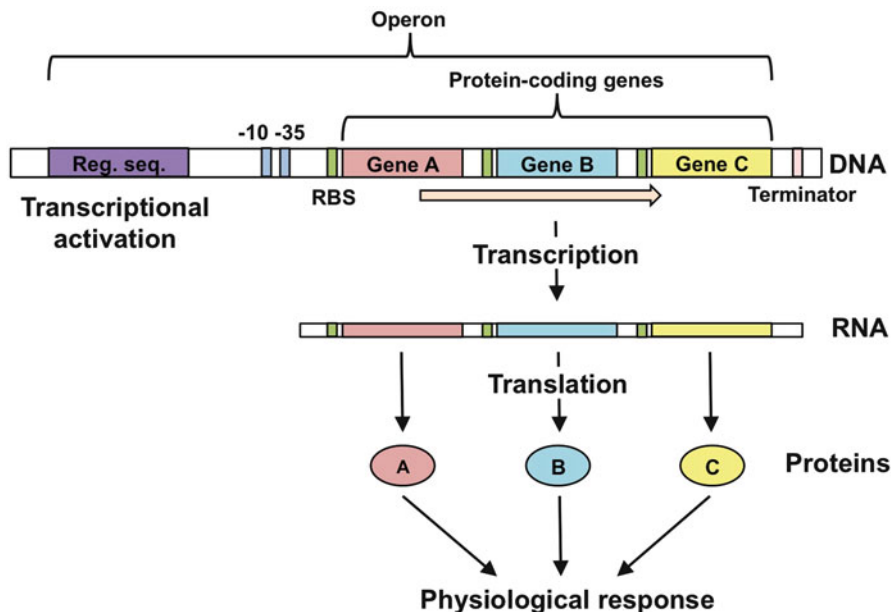 Operon
Protein-coding genes
-10 -35
Reg. seq.
Gene A
Gene B
Gene C
DNA
Transcriptional
activation
RBS
Terminator
Transcription
RNA
Translation
A
B
C
Proteins
Physiological response